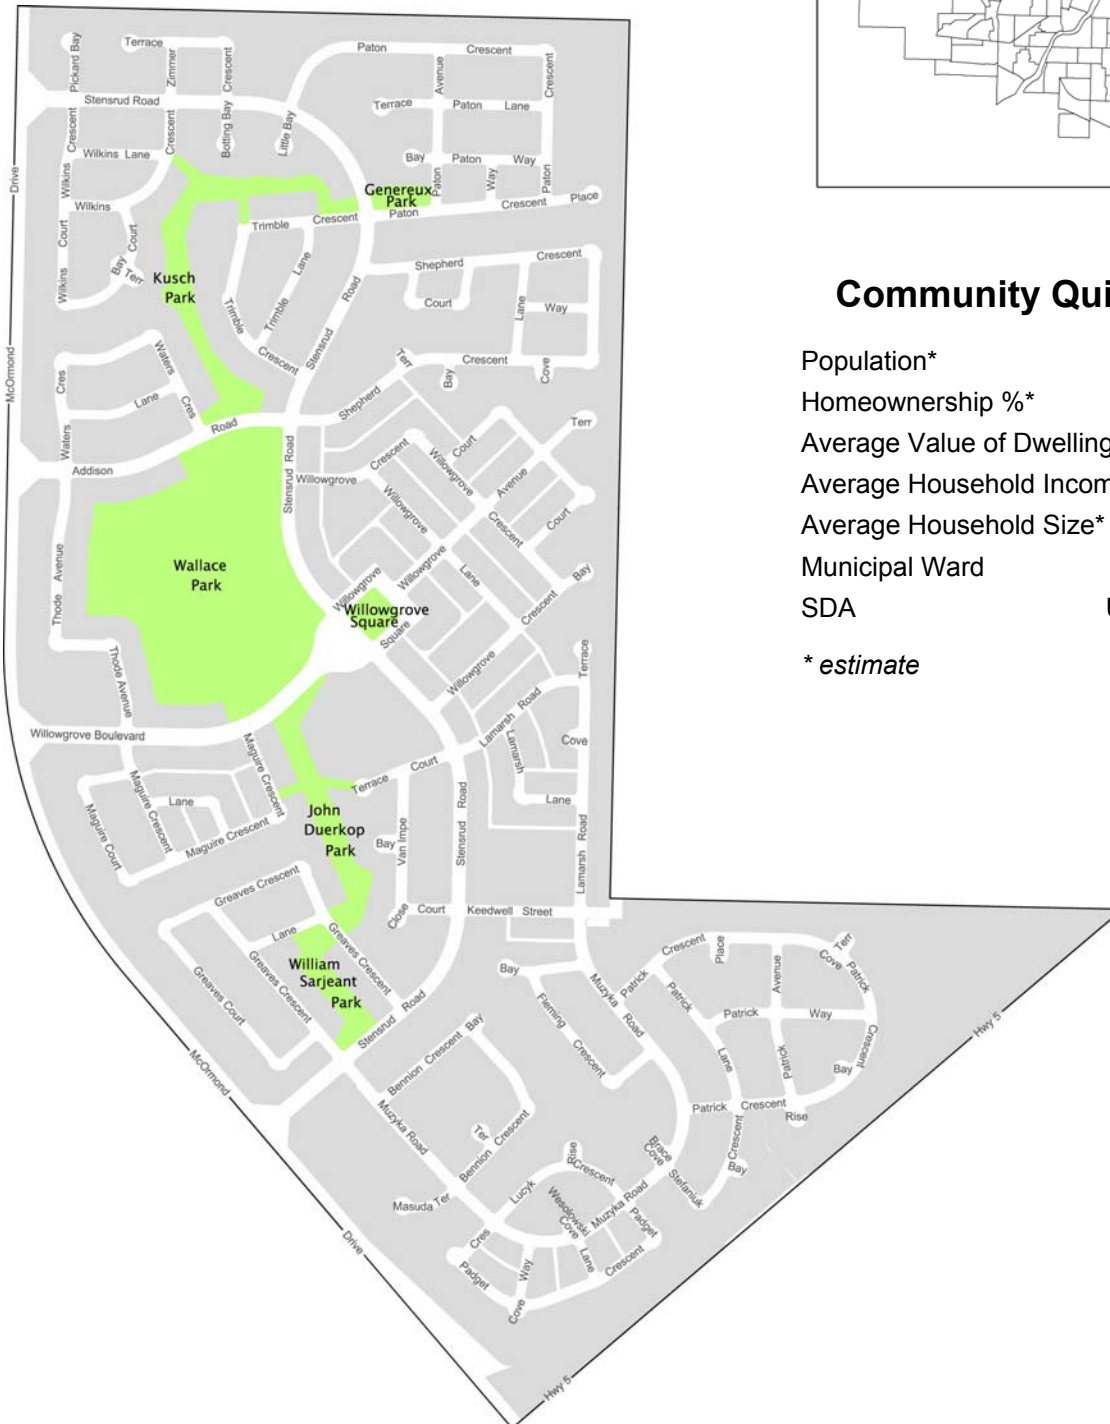 Pickard Bay
Terrace
Zimmer
Crescent
Paton
Crescent
Stensrud Road
Crescent
Crescent
Botting Bay
Little Bay
Avenue
Crescent
Terrace
Paton
Lane
Wilkins Lane
Bay
Paton
Way
Wilkins
Paton
Way
Paton
Genereux
Park
Drive
Wilkins
Trimble
Crescent
Paton
Crescent
Place
Court
Court
Bay
Terr
Wilkins
Kusch
Park
Lane
Trimble
Trimble
Crescent
Road
Stensrud
Shepherd
Crescent
Court
Lane
Way
Community Qui
Population*
Homeownership %*
Average Value of Dwelling
Average Household Incom
Average Household Size*
Municipal Ward
SDA
U
* estimate
McOrmond
Waters
Cres
Lane
Cres
Waters
Terr
Crescent
Bay
Cove
Shepherd
Road
Addison
Stensrud Road
Willowgrove
Crescent
Court
Willowgrove
Terr
Avenue
Willowgrove
Crescent
Court
Wallace
Park
Thode Avenue
Willowgrove
Willowgrove
Lane
Bay
Crescent
Willowgrove
Square
Square
Thode Avenue
Willowgrove
Terrace
Willowgrove Boulevard
Maguire Crescent
Lamarsh Road
Lamarsh
Cove
Lane
Court
Terrace
Maguire Crescent
Lane
Maguire Court
Maguire Crescent
John
Duerkop
Park
Bay
Van Impe
Stensrud Road
Lamarsh Road
Greaves Crescent
Close
Court
Keedwell Street
Lane
Greaves Crescent
Greaves Crescent
Greaves Court
William
Sarjeant
Park
Stensrud Road
Bay
Fleming
Crescent
Muzyka
Road
Patrick
Crescent
Place
Terr
Cove
Patrick
Avenue
Patrick
Lane
Patrick
Way
Patrick
Crescent
Bay
Patrick
Crescent
Rise
Hwy 5
McOrmond
Bennion Crescent Bay
Muzyka Road
Ter
Bennion Crescent
Brace
Cove
Stefaniuk
Crescent
Bay
Masuda Ter
Lucyk
Rise
Crescent
Wesolowski
Cove
Muzyka Road
Padget
Drive
Cres
Padget
Way
Cove
Lane
Crescent
Hwy 5